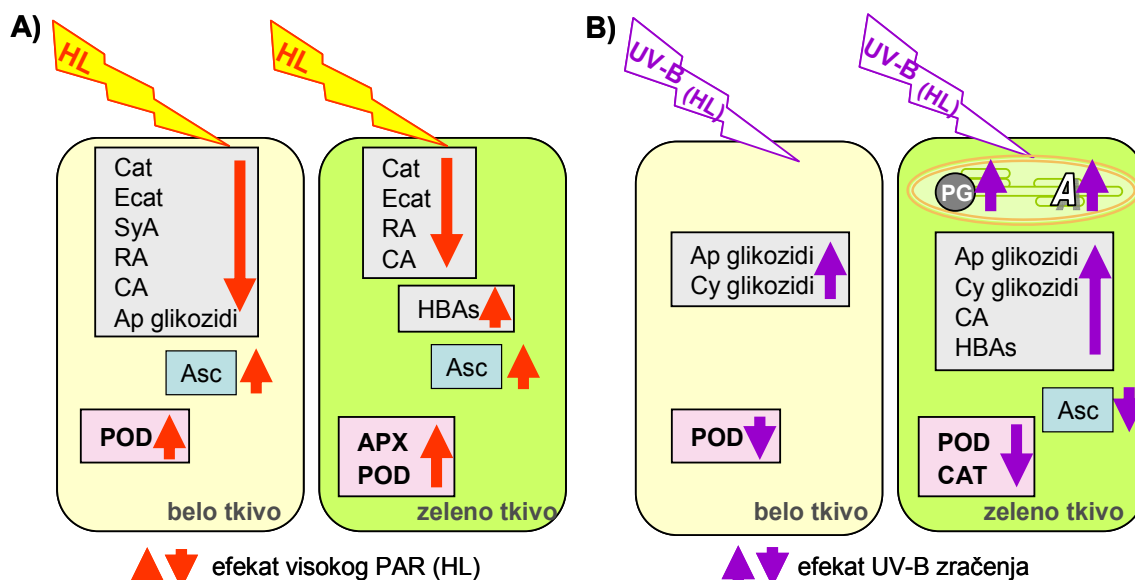 A)
HL
HL
Cat
Ecat
SyA
RA
CA
Ap glikozidi
Asc
POD
belo tkivo
Cat
Ecat
RA
CA
HBAs
Asc
APX
POD
zeleno tkivo
efekat visokog PAR (HL)
B)
UV-B (HL)
UV-B (HL)
Ap glikozidi
Cy glikozidi
POD
belo tkivo
PG
A
Ap glikozidi
Cy glikozidi
CA
HBAs
Asc
POD
CAT
zeleno tkivo
efekat UV-B zračenja